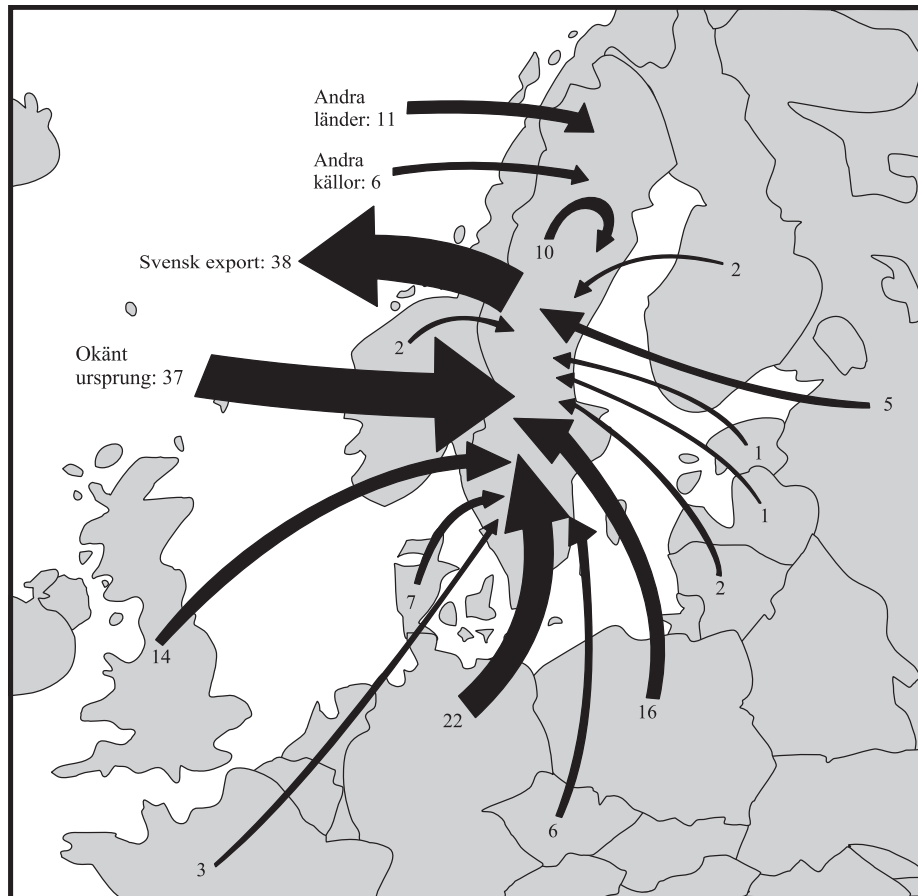 Andra
länder: 11
Andra
källor: 6
10
Svensk export: 38
2
2
Okänt
ursprung: 37
5
1
1
2
7
14
22
16
6
3